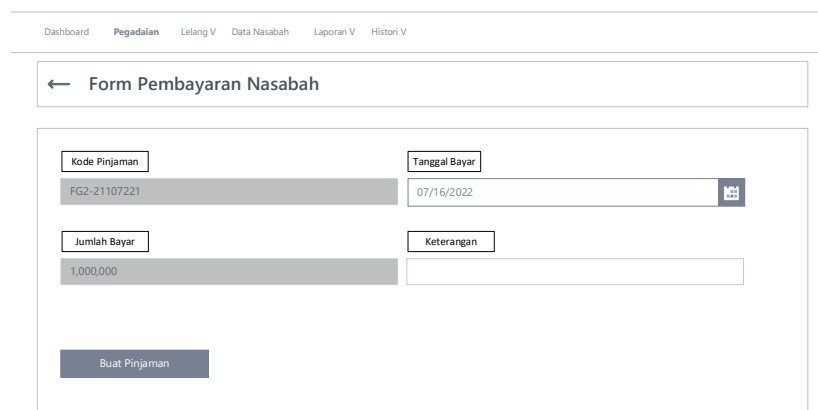 Dashboard Pegadaian Lelang V Data Nasabah Laporan V Histori V
← Form Pembayaran Nasabah
Kode Pinjaman Tanggal Bayar
FG2-21107221 07/16/2022
Jumlah Bayar Keterangan
1,000,000
Buat Pinjaman